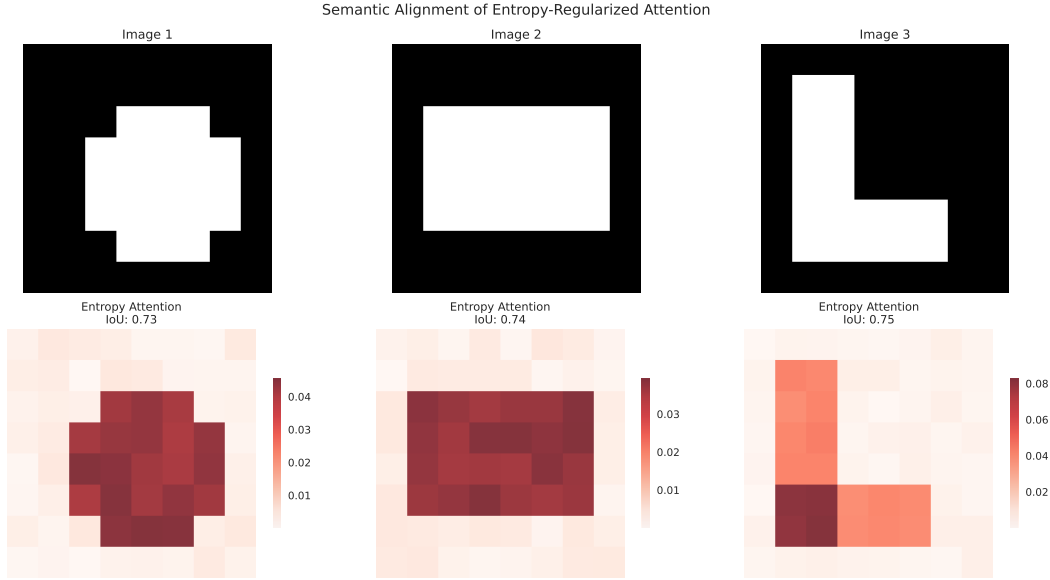 Semantic Alignment of Entropy-Regularized Attention
Image 1
Image 2
Image 3
Entropy Attention
IoU: 0.73
Entropy Attention
IoU: 0.74
Entropy Attention
IoU: 0.75
0.04
0.03
0.02
0.01
0.03
0.02
0.01
0.08
0.06
0.04
0.02